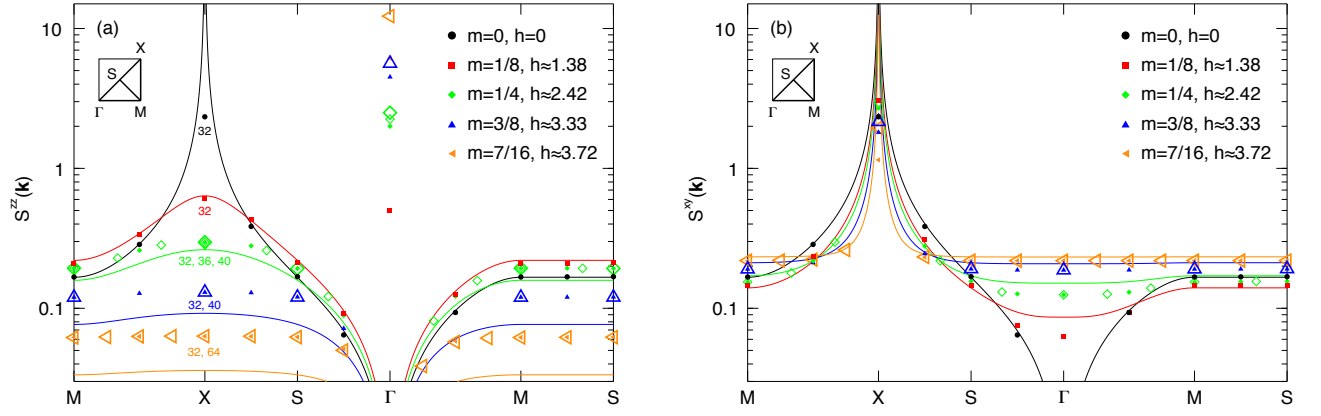 (a)
10
1
0.1
S^zz(k)
X
S
Γ
M
m=0, h=0
m=1/8, h≈1.38
m=1/4, h≈2.42
m=3/8, h≈3.33
m=7/16, h≈3.72
32
32
32, 36, 40
32, 40
32, 64
M
X
S
Γ
M
S
(b)
10
1
0.1
S^xy(k)
X
S
Γ
M
m=0, h=0
m=1/8, h≈1.38
m=1/4, h≈2.42
m=3/8, h≈3.33
m=7/16, h≈3.72
M
X
S
Γ
M
S